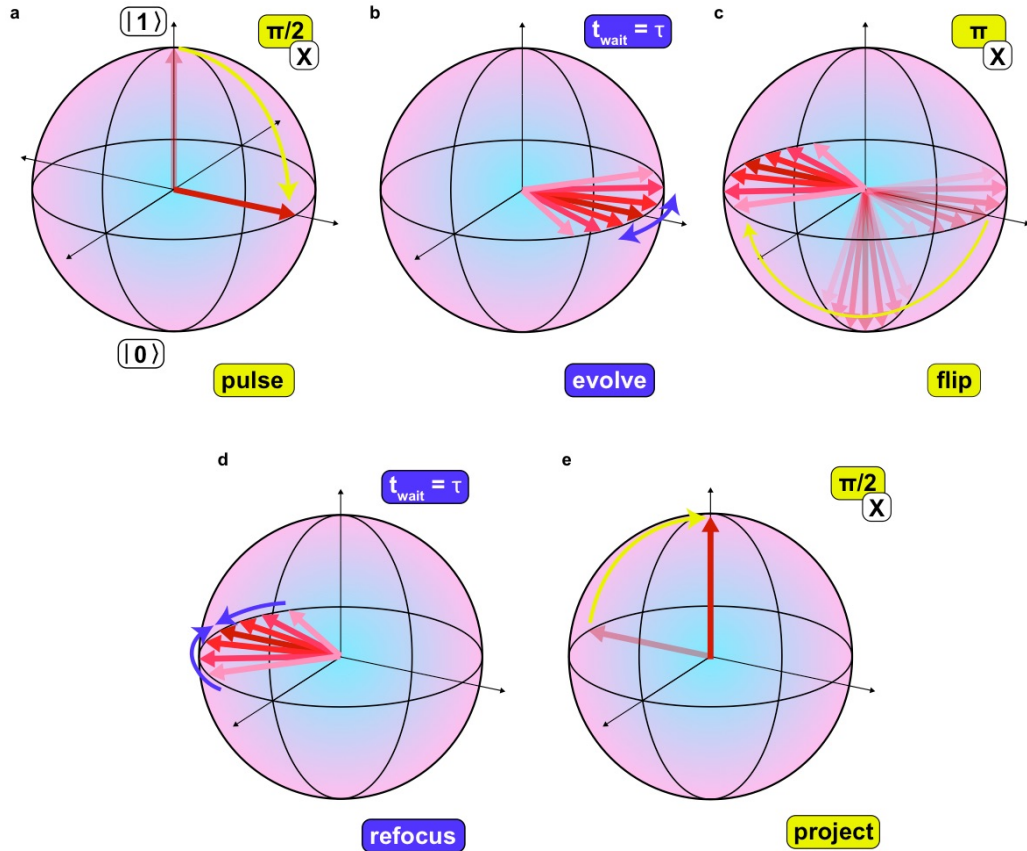 a
|1⟩
π/2
X
|0⟩
pulse
b
t_wait = τ
evolve
c
π
X
flip
d
t_wait = τ
refocus
e
π/2
X
project